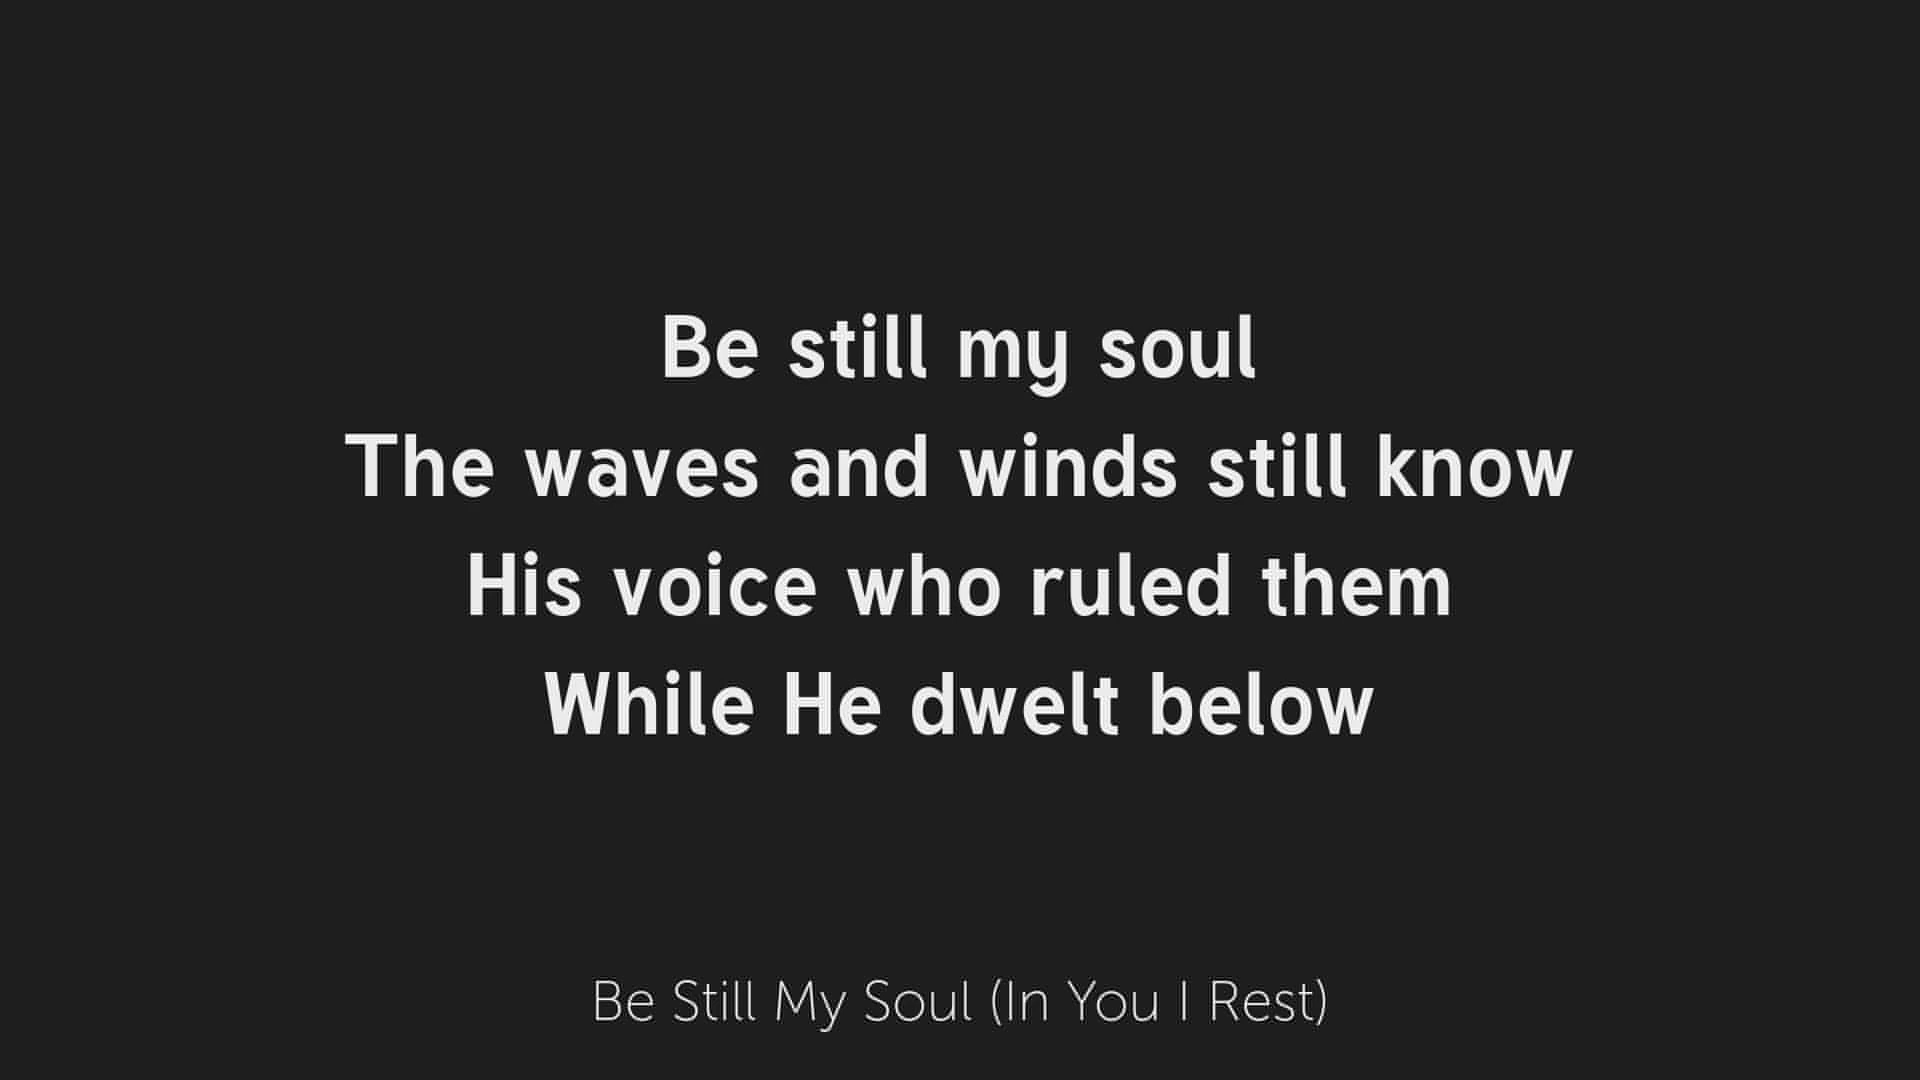 Be still my soul
The waves and winds still know
His voice who ruled them
While He dwelt below
Be Still My Soul (In You I Rest)